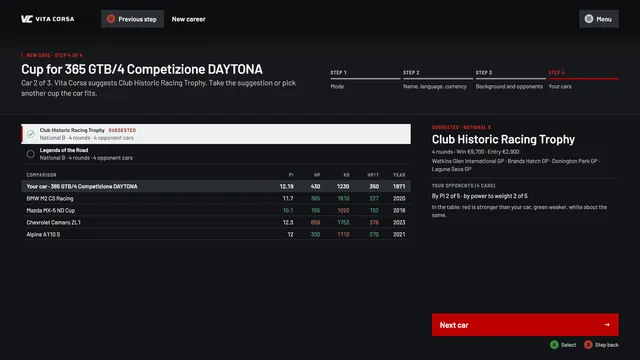 VC VITA CORSA
B Previous step
New career
Menu
NEW GAME · STEP 4 OF 4
Cup for 365 GTB/4 Competizione DAYTONA
Car 2 of 3. Vita Corsa suggests Club Historic Racing Trophy. Take the suggestion or pick
another cup the car fits.
STEP 1 STEP 2 STEP 3 STEP 4
Mode Name, language, currency Background and opponents Your cars
Club Historic Racing Trophy SUGGESTED
National B · 4 rounds · 4 opponent cars
Legends of the Road
National B · 4 rounds · 4 opponent cars
COMPARISON PI HP KG HP/T YEAR
Your car · 365 GTB/4 Competizione DAYTONA 12.19 430 1230 350 1971
BMW M2 CS Racing 11.7 365 1610 227 2020
Mazda MX-5 ND Cup 10.1 155 1020 152 2016
Chevrolet Camaro ZL1 12.3 659 1753 376 2023
Alpine A110 S 12 300 1110 270 2021
SUGGESTED · NATIONAL B
Club Historic Racing Trophy
4 rounds · Win €9,700 · Entry €2,900
Watkins Glen International GP · Brands Hatch GP · Donington Park GP ·
Laguna Seca GP
YOUR OPPONENTS (4 CARS)
By PI 2 of 5 · by power to weight 2 of 5
In the table: red is stronger than your car, green weaker, white about the
same.
Next car →
A Select B Step back